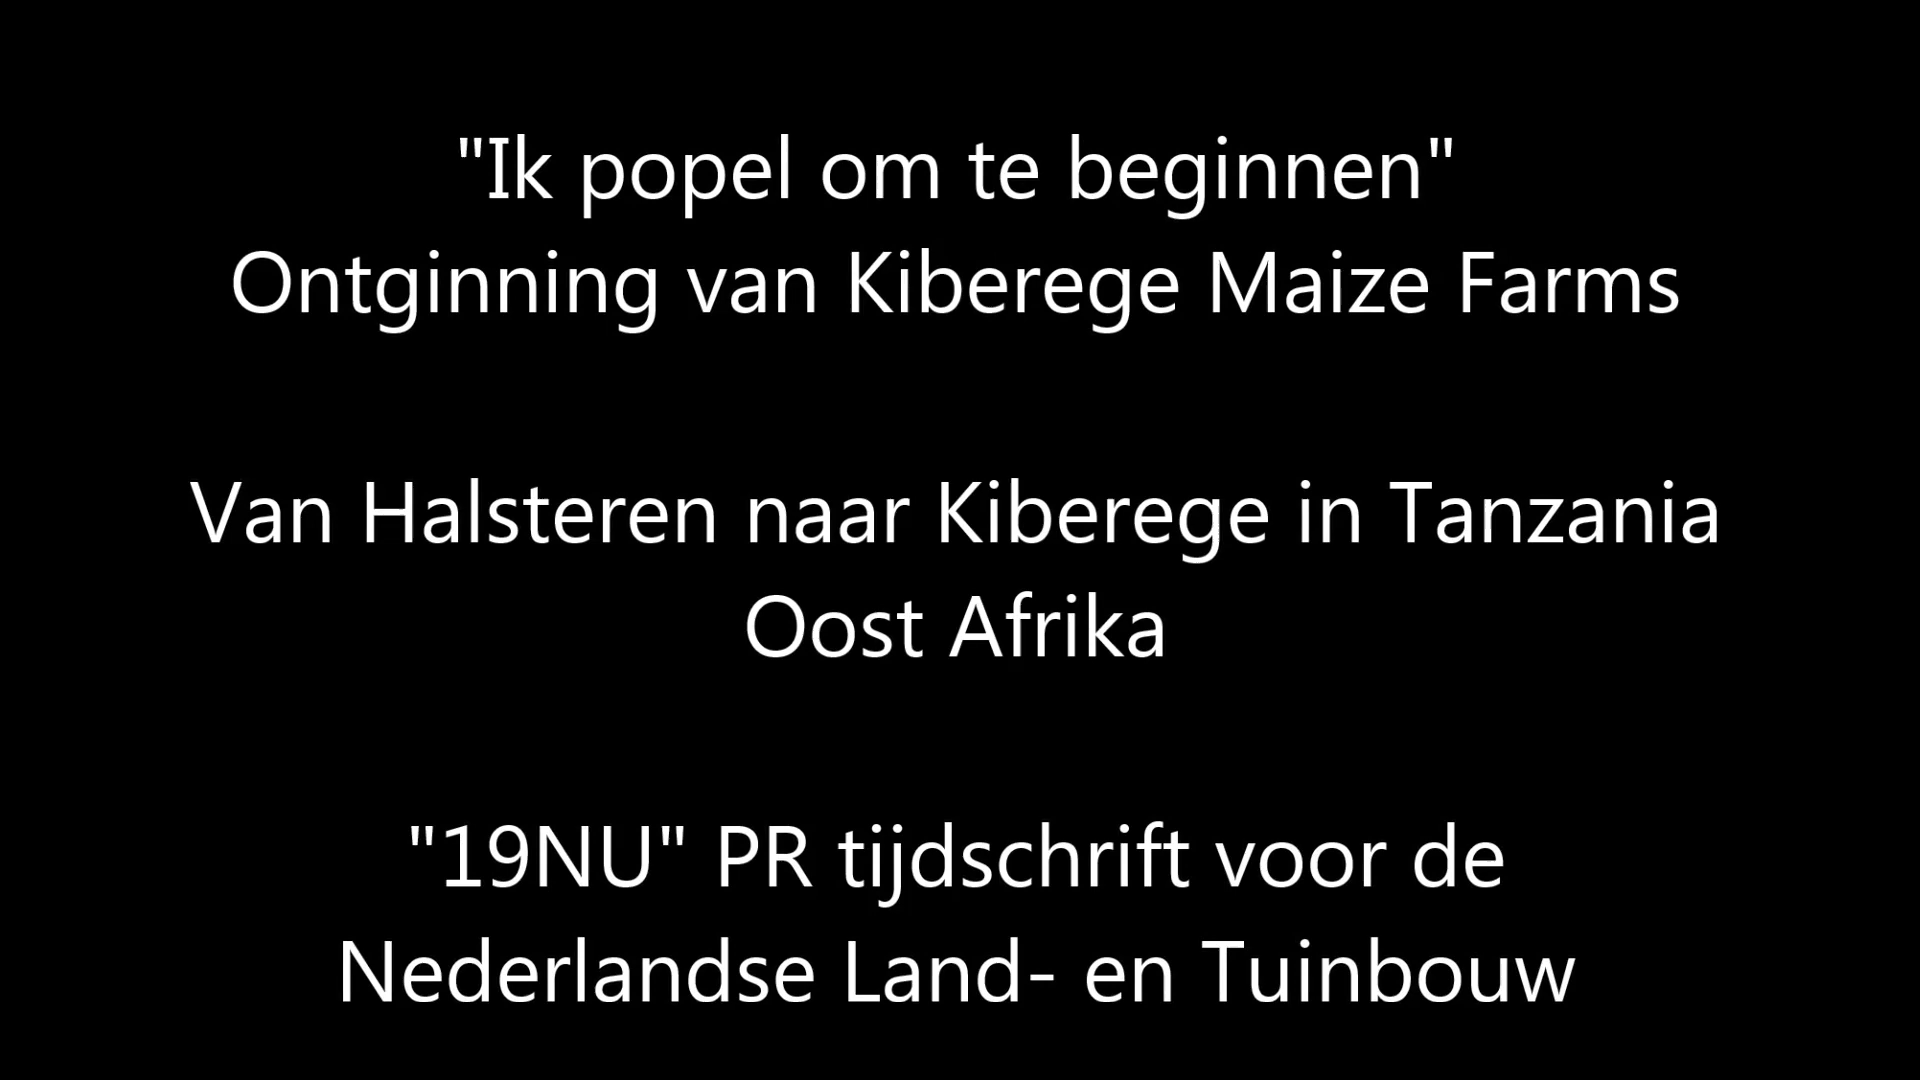 "Ik popel om te beginnen"
Ontginning van Kiberege Maize Farms
Van Halsteren naar Kiberege in Tanzania
Oost Afrika
"19NU" PR tijdschrift voor de
Nederlandse Land- en Tuinbouw